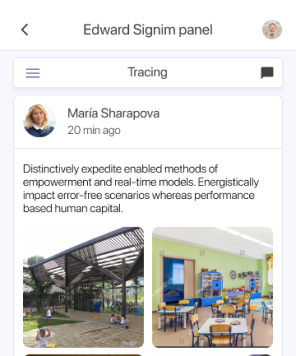 Edward Signim panel
Tracing
María Sharapova
20 min ago
Distinctively expedite enabled methods of
empowerment and real-time models. Energistically
impact error-free scenarios whereas performance
based human capital.